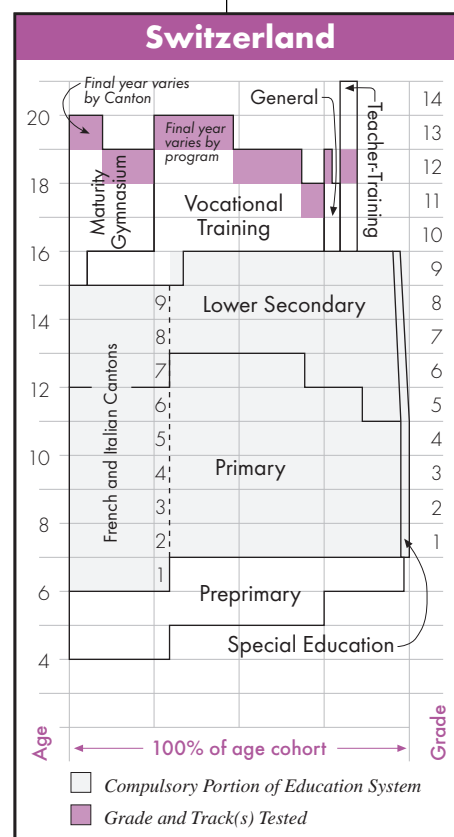 Switzerland
Final year varies
by Canton
General
14
20
Final year
varies by
program
13
12
Teacher-Training
18
Maturity
Gymnasium
Vocational
Training
11
10
16
9
9
Lower Secondary
8
14
8
7
7
6
12
French and Italian Cantons
6
5
5
4
10
4
Primary
3
3
2
8
2
1
1
6
Preprimary
Special Education
4
Age
100% of age cohort
Grade
Compulsory Portion of Education System
Grade and Track(s) Tested